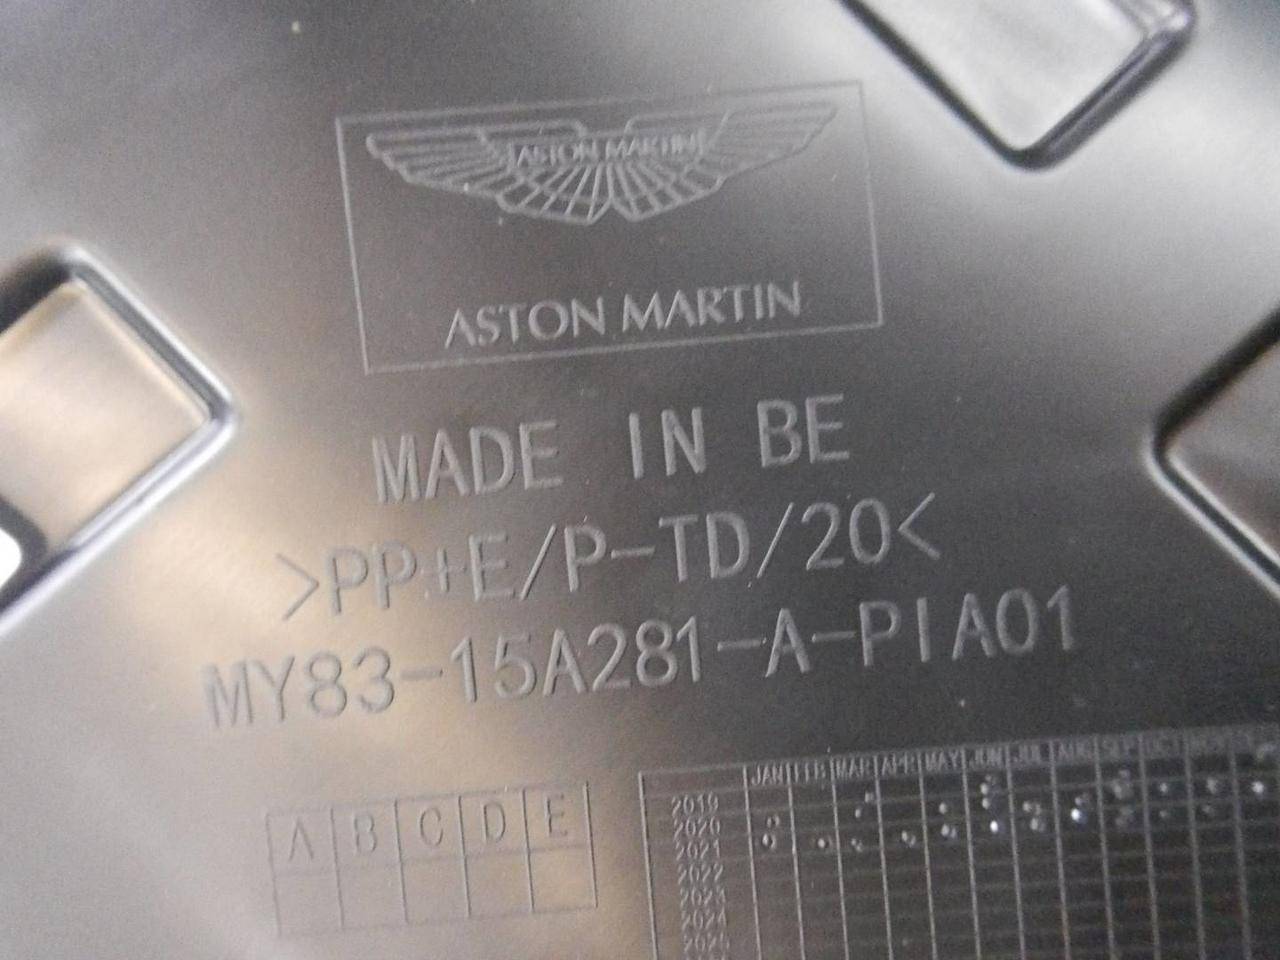 ASTON MARTIN
ASTON MARTIN
MADE IN BE
>PP+E/P-TD/20<
MY83-15A281-A-PIA01
A B C D E
JAN FEB MAR APR MAY JUN JUL AUG SEP OCT NOV
2019
2020
2021
2022
2023
2024
2025